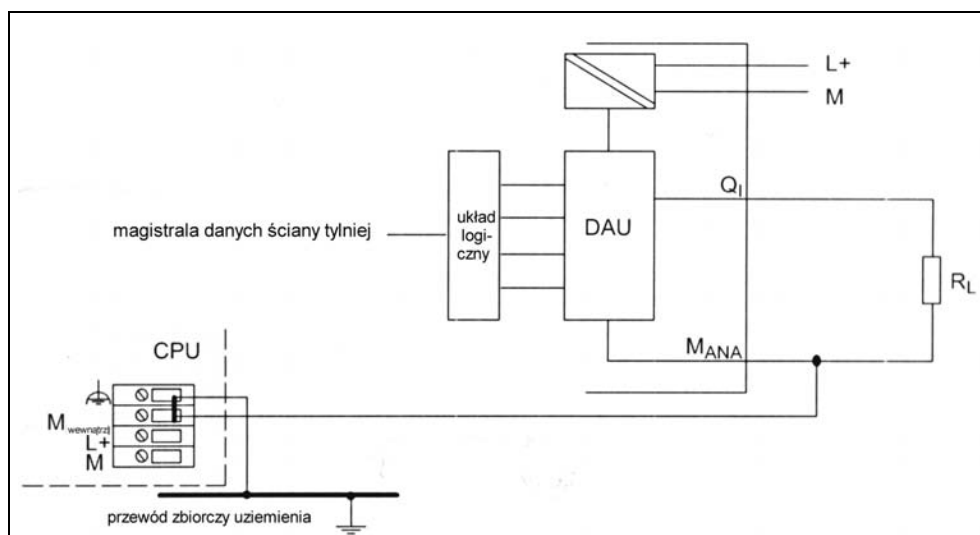 L+
M
Q_I
magistrala danych ściany tylniej
układ
logi-
czny
DAU
R_L
M_ANA
CPU
M_wewnątrz)
L+
M
przewód zbiorczy uziemienia